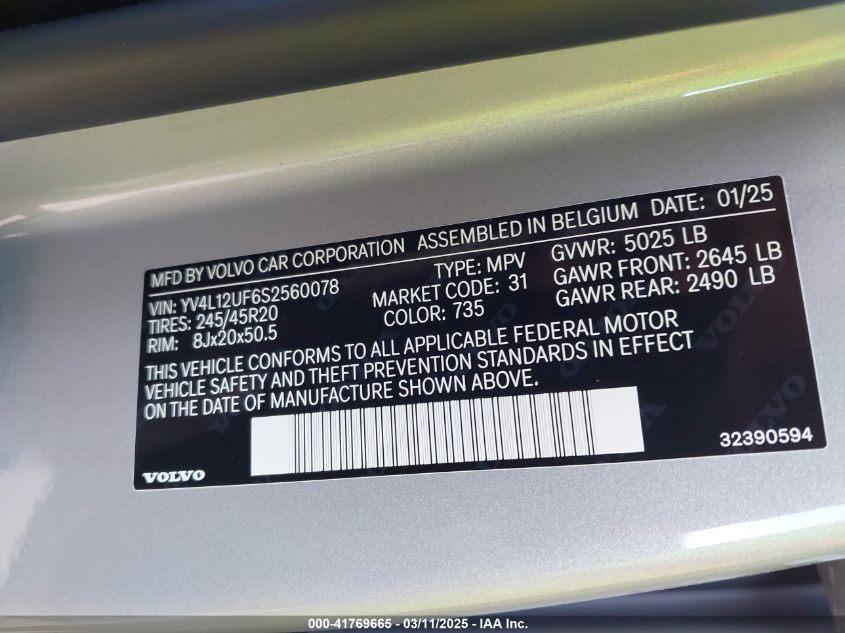 MFD BY VOLVO CAR CORPORATION ASSEMBLED IN BELGIUM DATE: 01/25
VIN: YV4L12UF6S2560078 TYPE: MPV GVWR: 5025 LB
TIRES: 245/45R20 MARKET CODE: 31 GAWR FRONT: 2645 LB
RIM: 8Jx20x50.5 COLOR: 735 GAWR REAR: 2490 LB
THIS VEHICLE CONFORMS TO ALL APPLICABLE FEDERAL MOTOR
VEHICLE SAFETY AND THEFT PREVENTION STANDARDS IN EFFECT
ON THE DATE OF MANUFACTURE SHOWN ABOVE.
VOLVO
32390594
VOLVO
000-41769665 - 03/11/2025 - IAA Inc.